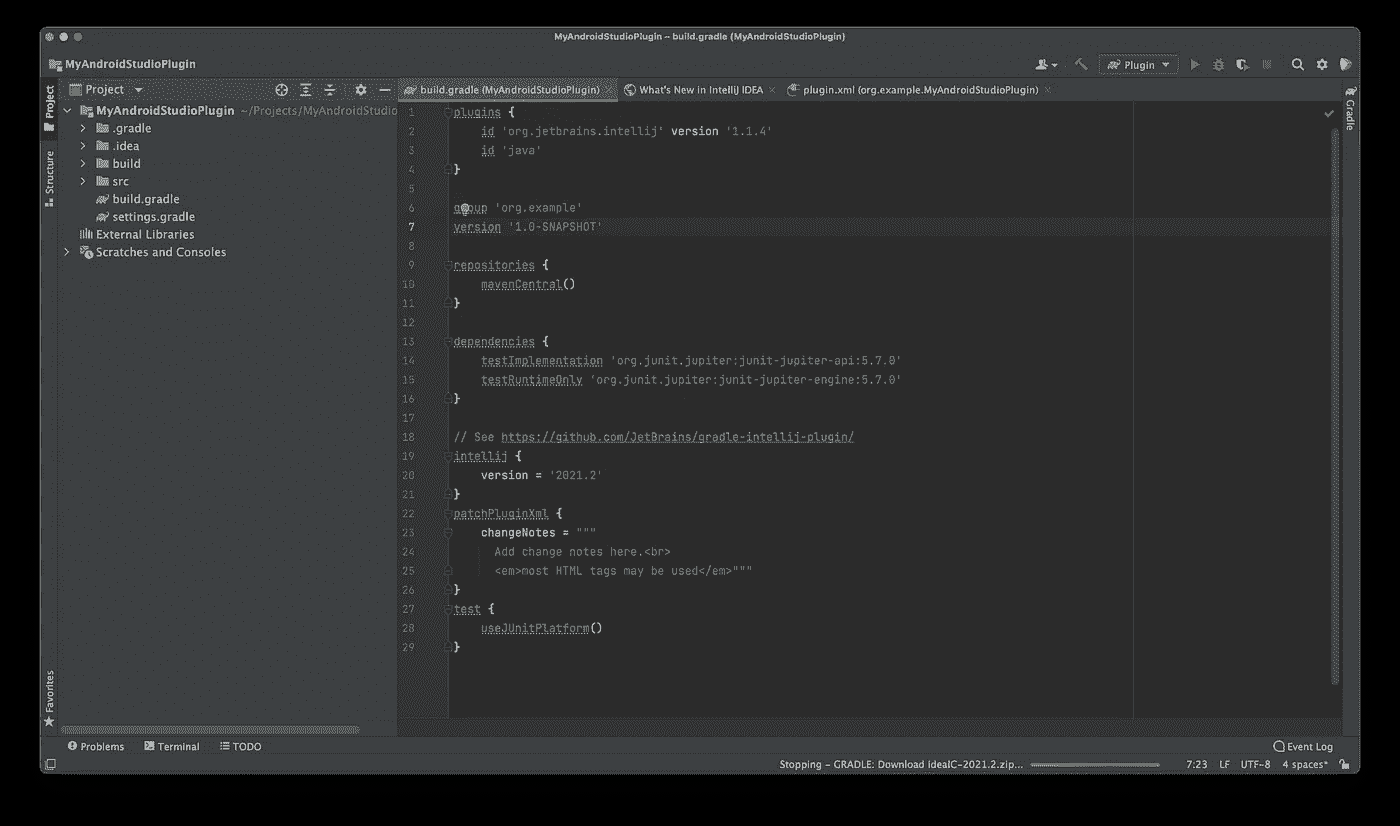 MyAndroidStudioPlugin – build.gradle (MyAndroidStudioPlugin)
MyAndroidStudioPlugin
Plugin
Project
Project
build.gradle (MyAndroidStudioPlugin)
What's New in IntelliJ IDEA
plugin.xml (org.example.MyAndroidStudioPlugin)
Gradle
MyAndroidStudioPlugin ~/Projects/MyAndroidStudio
.gradle
.idea
build
src
build.gradle
settings.gradle
External Libraries
Scratches and Consoles
Structure
Favorites
1 plugins {
2 id 'org.jetbrains.intellij' version '1.1.4'
3 id 'java'
4 }
5
6 group 'org.example'
7 version '1.0-SNAPSHOT'
8
9 repositories {
10 mavenCentral()
11 }
12
13 dependencies {
14 testImplementation 'org.junit.jupiter:junit-jupiter-api:5.7.0'
15 testRuntimeOnly 'org.junit.jupiter:junit-jupiter-engine:5.7.0'
16 }
17
18 // See https://github.com/JetBrains/gradle-intellij-plugin/
19 intellij {
20 version = '2021.2'
21 }
22 patchPluginXml {
23 changeNotes = """
24 Add change notes here.<br>
25 <em>most HTML tags may be used</em>"""
26 }
27 test {
28 useJUnitPlatform()
29 }
Problems
Terminal
TODO
Event Log
Stopping – GRADLE: Download ideaIC-2021.2.zip...
7:23 LF UTF-8 4 spaces*